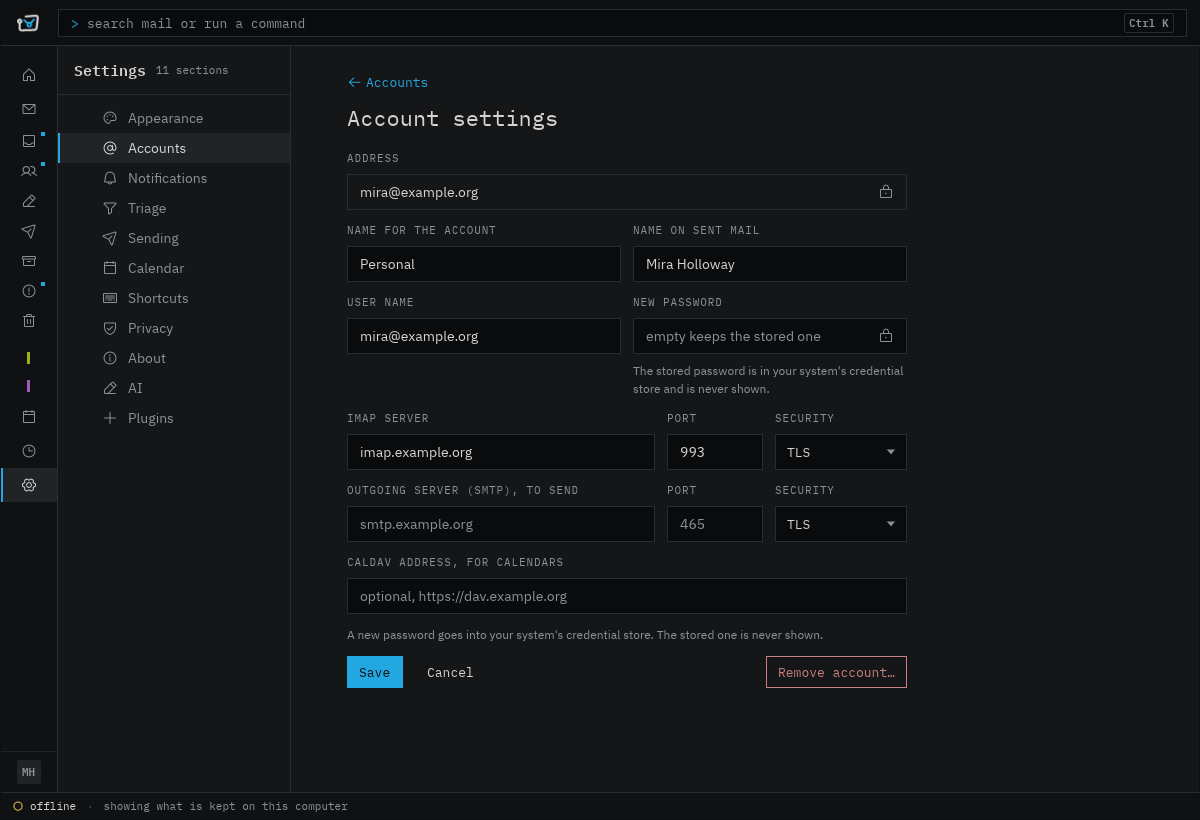 > search mail or run a command
Ctrl K
Settings 11 sections
Appearance
Accounts
Notifications
Triage
Sending
Calendar
Shortcuts
Privacy
About
AI
Plugins
MH
← Accounts
Account settings
ADDRESS
mira@example.org
NAME FOR THE ACCOUNT
NAME ON SENT MAIL
Personal
Mira Holloway
USER NAME
NEW PASSWORD
mira@example.org
empty keeps the stored one
The stored password is in your system's credential
store and is never shown.
IMAP SERVER
PORT
SECURITY
imap.example.org
993
TLS
OUTGOING SERVER (SMTP), TO SEND
PORT
SECURITY
smtp.example.org
465
TLS
CALDAV ADDRESS, FOR CALENDARS
optional, https://dav.example.org
A new password goes into your system's credential store. The stored one is never shown.
Save
Cancel
Remove account…
offline · showing what is kept on this computer